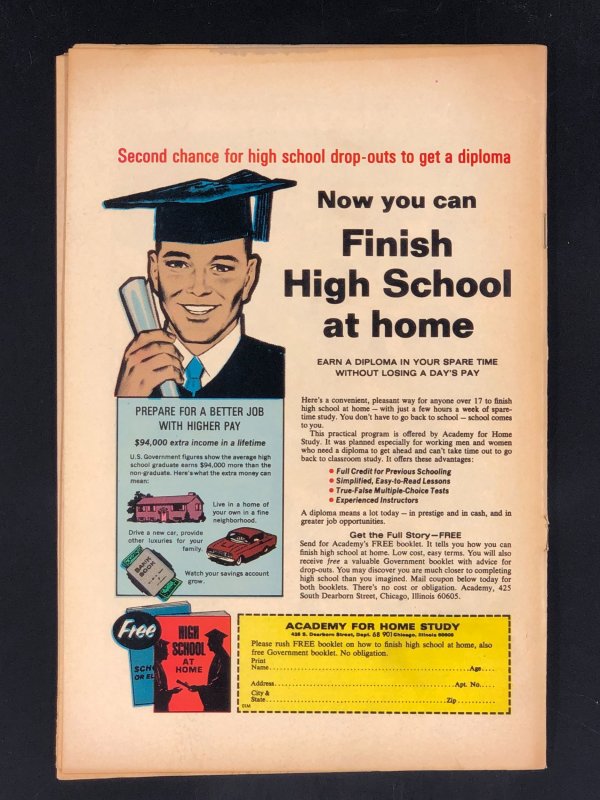 Second chance for high school drop-outs to get a diploma
Now you can
Finish
High School
at home
EARN A DIPLOMA IN YOUR SPARE TIME
WITHOUT LOSING A DAY'S PAY
PREPARE FOR A BETTER JOB
WITH HIGHER PAY
$94,000 extra income in a lifetime
U.S. Government figures show the average high
school graduate earns $94,000 more than the
non-graduate. Here's what the extra money can
mean:
Live in a home of
your own in a fine
neighborhood.
Drive a new car, provide
other luxuries for your
family.
BANK
BOOK
Watch your savings account
grow.
Here's a convenient, pleasant way for anyone over 17 to finish
high school at home — with just a few hours a week of spare-
time study. You don't have to go back to school — school comes
to you.
This practical program is offered by Academy for Home
Study. It was planned especially for working men and women
who need a diploma to get ahead and can't take time out to go
back to classroom study. It offers these advantages:
• Full Credit for Previous Schooling
• Simplified, Easy-to-Read Lessons
• True-False Multiple-Choice Tests
• Experienced Instructors
A diploma means a lot today — in prestige and in cash, and in
greater job opportunities.
Get the Full Story—FREE
Send for Academy's FREE booklet. It tells you how you can
finish high school at home. Low cost, easy terms. You will also
receive free a valuable Government booklet with advice for
drop-outs. You may discover you are much closer to completing
high school than you imagined. Mail coupon below today for
both booklets. There's no cost or obligation. Academy, 425
South Dearborn Street, Chicago, Illinois 60605.
Free
HIGH
SCHOOL
AT
HOME
SCH
OR E
ACADEMY FOR HOME STUDY
425 S. Dearborn Street, Dept. 68 901 Chicago, Illinois 60605
Please rush FREE booklet on how to finish high school at home, also
free Government booklet. No obligation.
Print
Name Age
Address Apt. No.
City &
State Zip